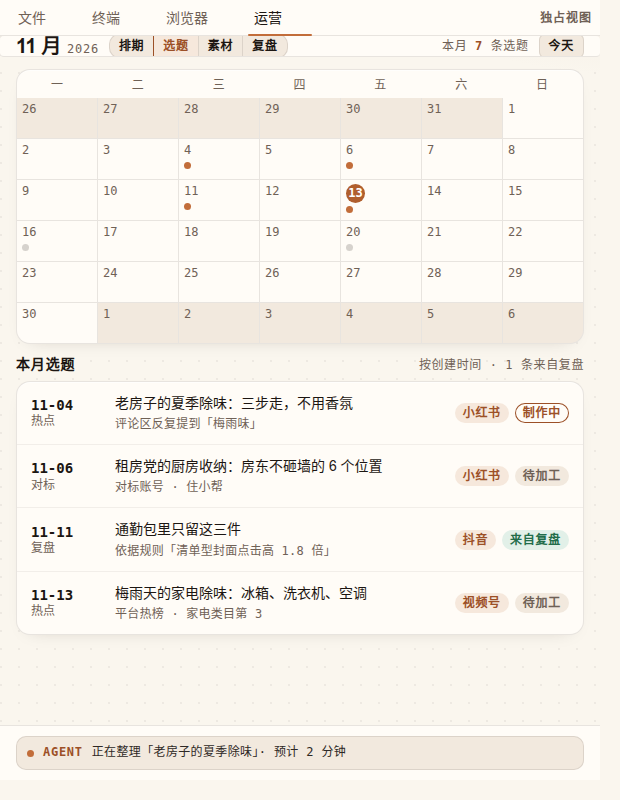 文件 终端 浏览器 运营 独占视图
11 月 2026 排期 选题 素材 复盘 本月 7 条选题 今天
一 二 三 四 五 六 日
26 27 28 29 30 31 1
2 3 4 5 6 7 8
9 10 11 12 13 14 15
16 17 18 19 20 21 22
23 24 25 26 27 28 29
30 1 2 3 4 5 6
本月选题 按创建时间 · 1 条来自复盘
11-04 老房子的夏季除味：三步走，不用香氛 小红书 制作中
热点 评论区反复提到「梅雨味」
11-06 租房党的厨房收纳：房东不砸墙的 6 个位置 小红书 待加工
对标 对标账号 · 住小帮
11-11 通勤包里只留这三件 抖音 来自复盘
复盘 依据规则「清单型封面点击高 1.8 倍」
11-13 梅雨天的家电除味：冰箱、洗衣机、空调 视频号 待加工
热点 平台热榜 · 家电类目第 3
AGENT 正在整理「老房子的夏季除味」· 预计 2 分钟